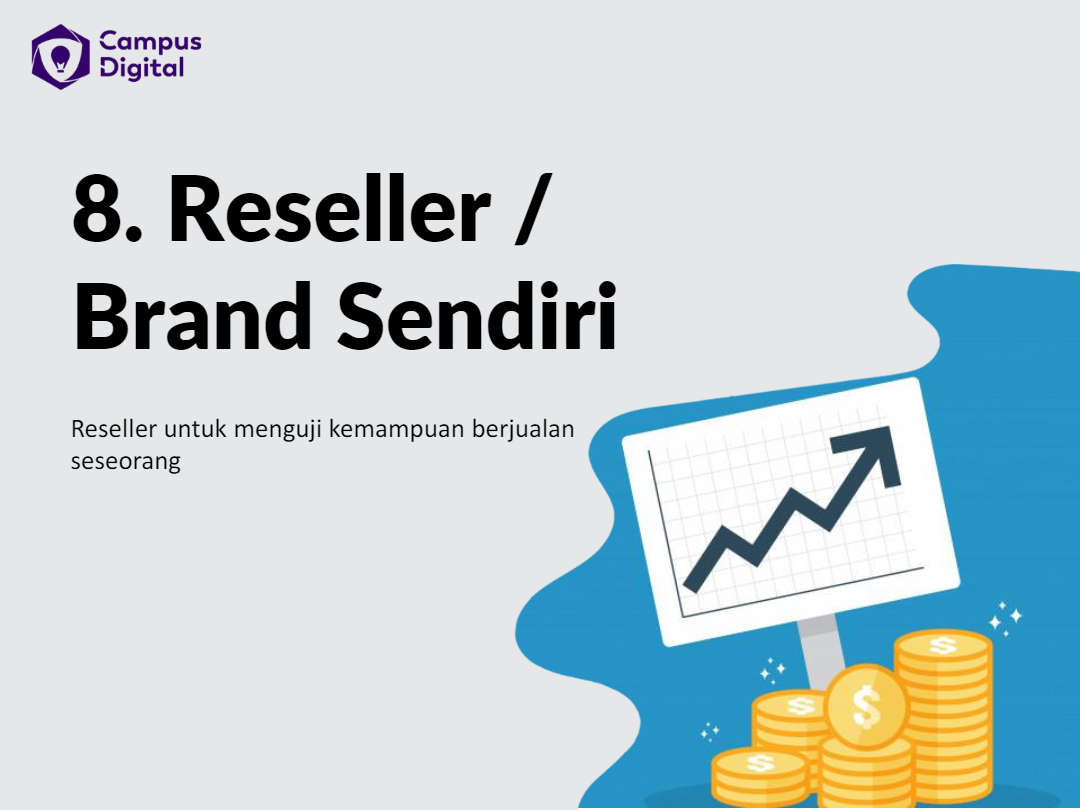 Campus
Digital
8. Reseller /
Brand Sendiri
Reseller untuk menguji kemampuan berjualan
seseorang
$
$
$
$